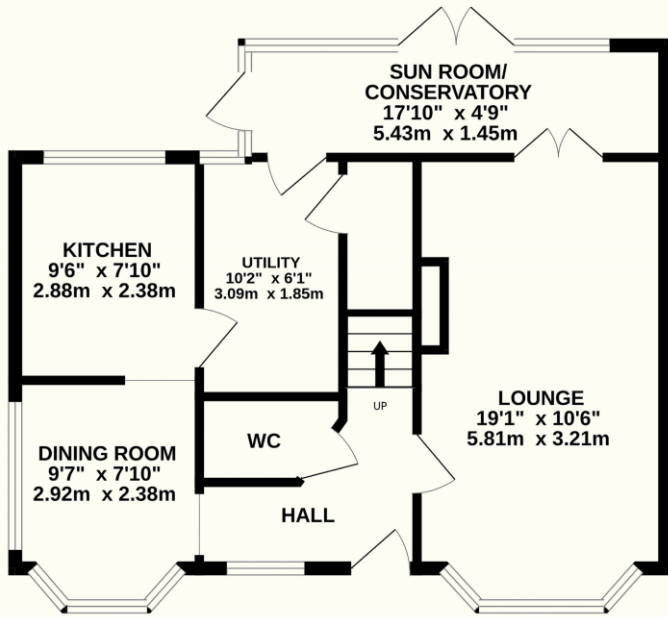 SUN ROOM/
CONSERVATORY
17'10" x 4'9"
5.43m x 1.45m
KITCHEN
9'6" x 7'10"
2.88m x 2.38m
UTILITY
10'2" x 6'1"
3.09m x 1.85m
UP
LOUNGE
19'1" x 10'6"
5.81m x 3.21m
WC
DINING ROOM
9'7" x 7'10"
2.92m x 2.38m
HALL